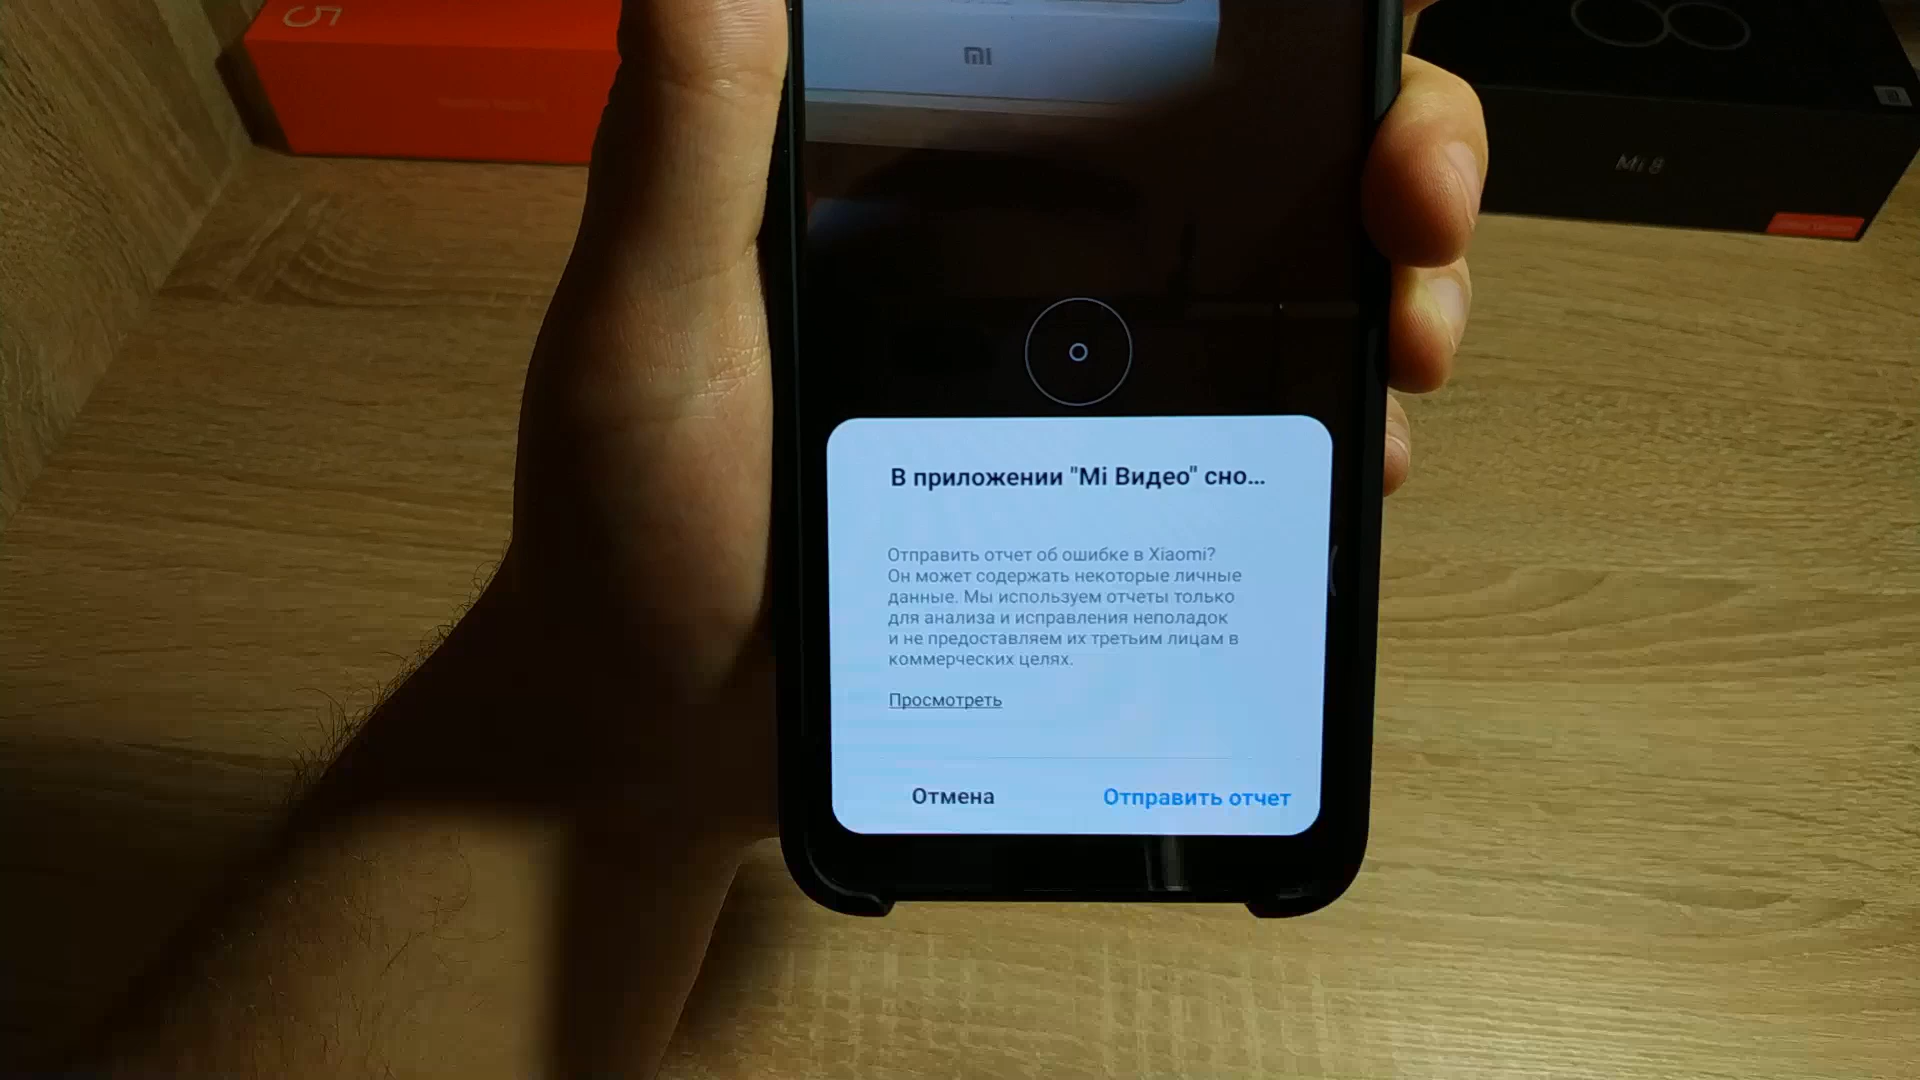 5
mi
Mi 8
В приложении "Mi Видео" сно...
Отправить отчет об ошибке в Xiaomi?
Он может содержать некоторые личные
данные. Мы используем отчеты только
для анализа и исправления неполадок
и не предоставляем их третьим лицам в
коммерческих целях.
Просмотреть
Отмена
Отправить отчет